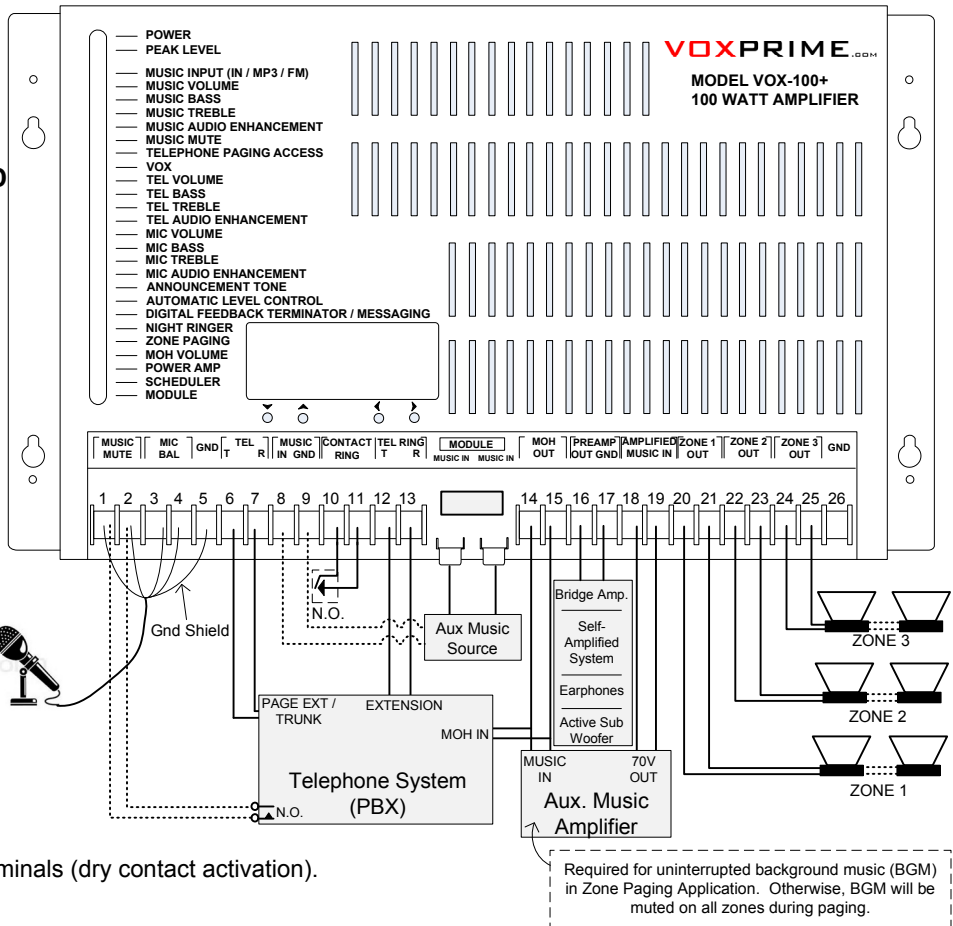 POWER
PEAK LEVEL
MUSIC INPUT (IN / MP3 / FM)
MUSIC VOLUME
MUSIC BASS
MUSIC TREBLE
MUSIC AUDIO ENHANCEMENT
MUSIC MUTE
TELEPHONE PAGING ACCESS
VOX
TEL VOLUME
TEL BASS
TEL TREBLE
TEL AUDIO ENHANCEMENT
MIC VOLUME
MIC BASS
MIC TREBLE
MIC AUDIO ENHANCEMENT
ANNOUNCEMENT TONE
AUTOMATIC LEVEL CONTROL
DIGITAL FEEDBACK TERMINATOR / MESSAGING
NIGHT RINGER
ZONE PAGING
MOH VOLUME
POWER AMP
SCHEDULER
MODULE
VOXPRIME.COM
MODEL VOX-100+
100 WATT AMPLIFIER
MUSIC MUTE
MIC BAL
GND
TEL
T R
MUSIC
IN GND
CONTACT
RING
TEL RING
T R
MODULE
MUSIC IN MUSIC IN
MOH
OUT
PREAMP
OUT GND
AMPLIFIED
MUSIC IN
ZONE 1
OUT
ZONE 2
OUT
ZONE 3
OUT
GND
1 2 3 4 5 6 7 8 9 10 11 12 13 14 15 16 17 18 19 20 21 22 23 24 25 26
Gnd Shield
N.O.
Aux Music
Source
Bridge Amp.
Self-
Amplified
System
Earphones
Active Sub
Woofer
ZONE 3
ZONE 2
ZONE 1
PAGE EXT /
TRUNK
EXTENSION
MOH IN
Telephone System
(PBX)
N.O.
MUSIC
IN
70V
OUT
Aux. Music
Amplifier
minals (dry contact activation).
Required for uninterrupted background music (BGM)
in Zone Paging Application. Otherwise, BGM will be
muted on all zones during paging.